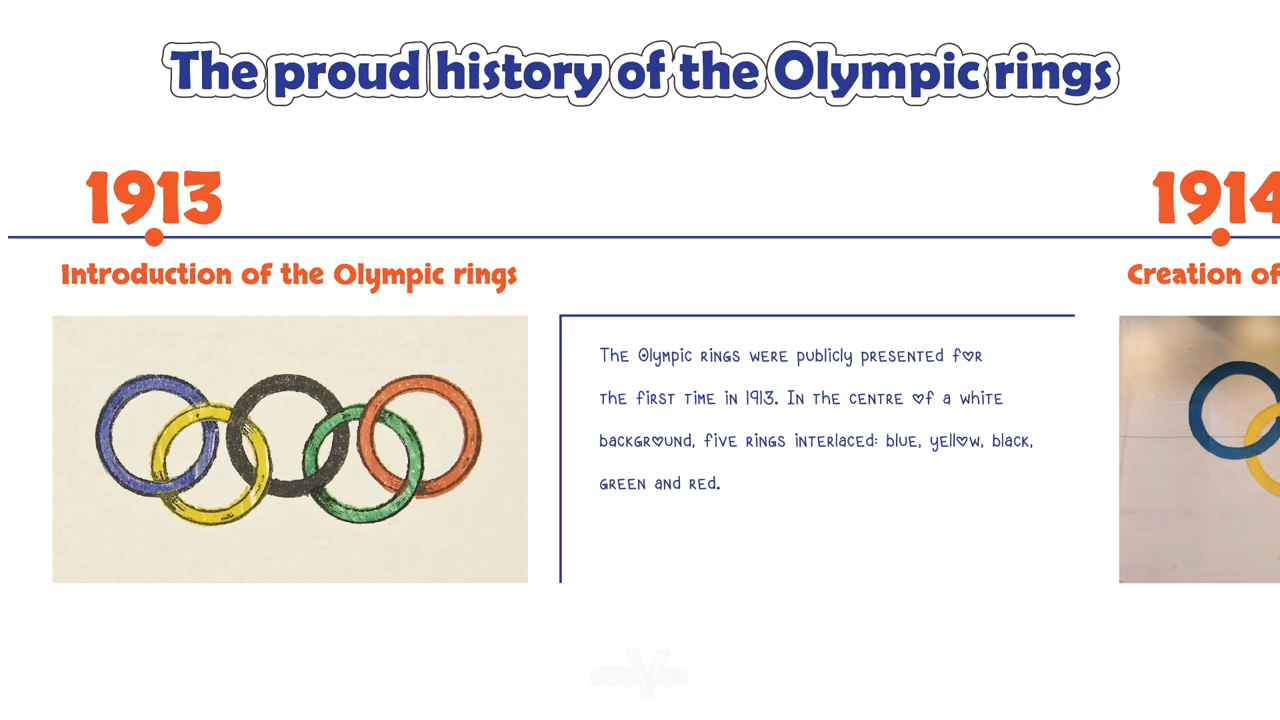 The proud history of the Olympic rings
1913
1914
Introduction of the Olympic rings
Creation of
The Olympic rings were publicly presented for
the first time in 1913. In the centre of a white
background, five rings interlaced: blue, yellow, black,
green and red.